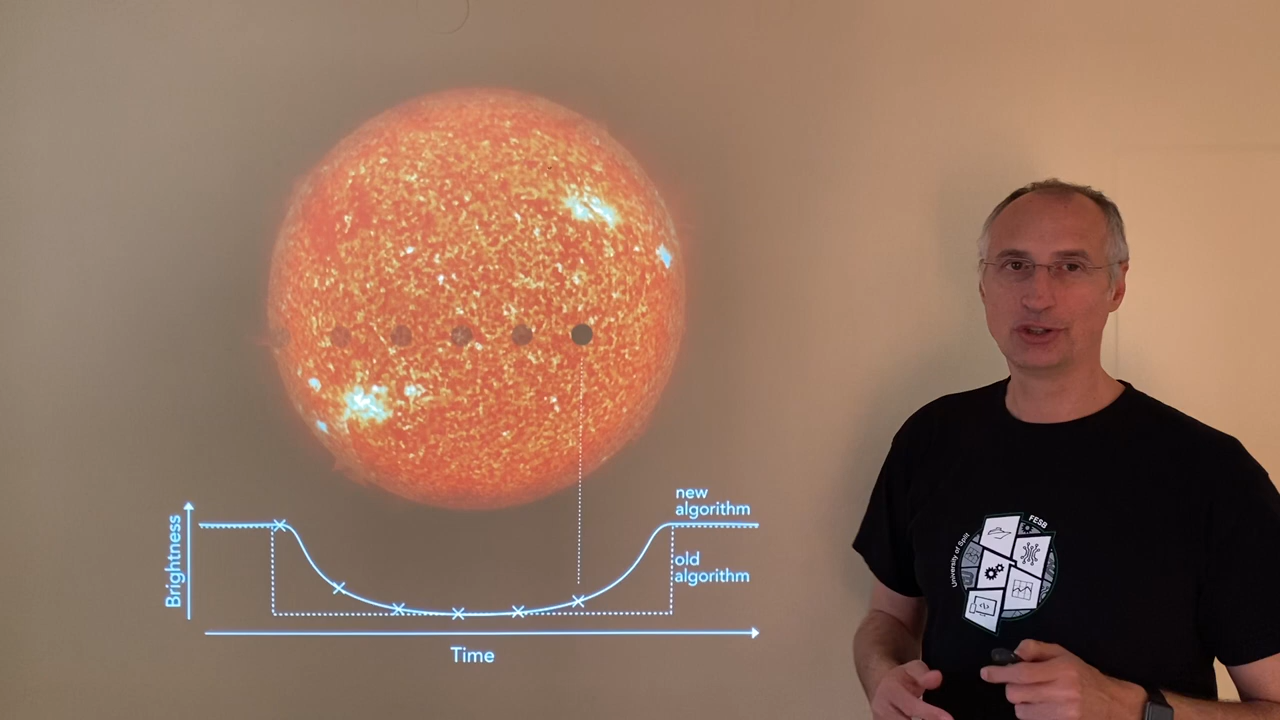 new
algorithm
old
algorithm
Brightness
Time
University of Split
FESB